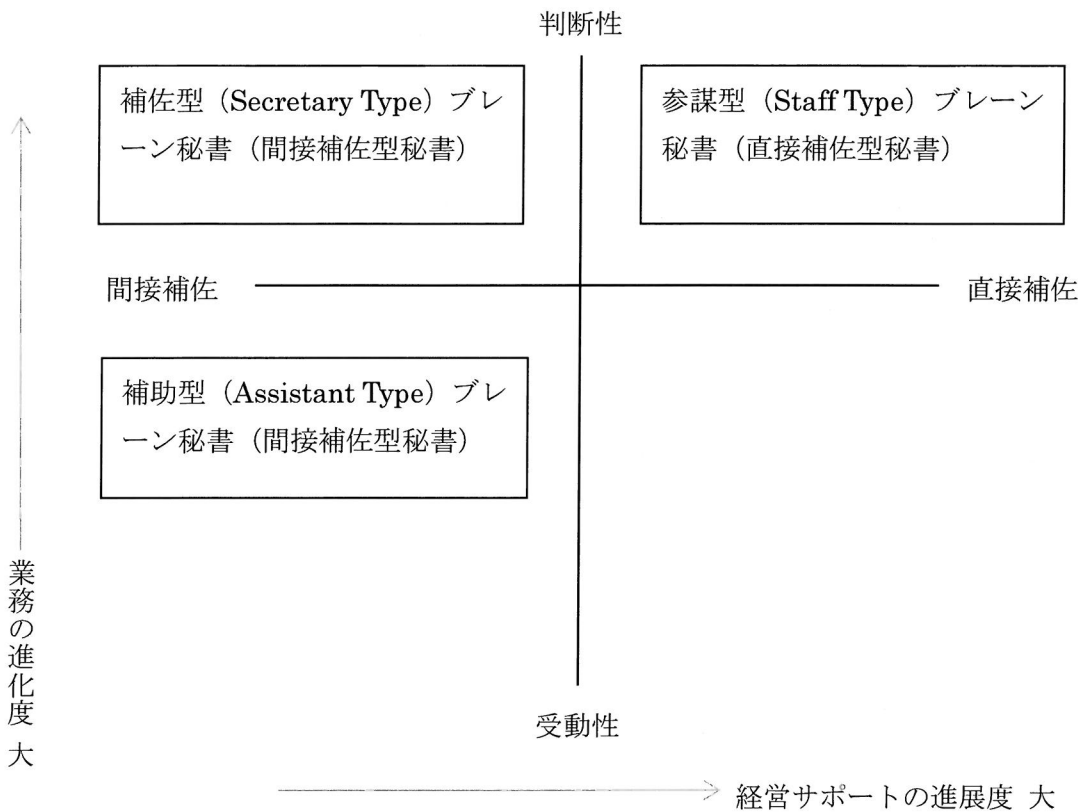 判断性
補佐型（Secretary Type）ブレ
ーン秘書（間接補佐型秘書）
参謀型（Staff Type）ブレーン
秘書（直接補佐型秘書）
間接補佐
直接補佐
補助型（Assistant Type）ブレ
ーン秘書（間接補佐型秘書）
業務の進化度 大
受動性
経営サポートの進展度 大